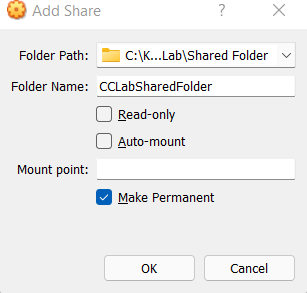 Add Share
Folder Path: C:\K...Lab\Shared Folder
Folder Name: CCLabSharedFolder
Read-only
Auto-mount
Mount point:
Make Permanent
OK Cancel